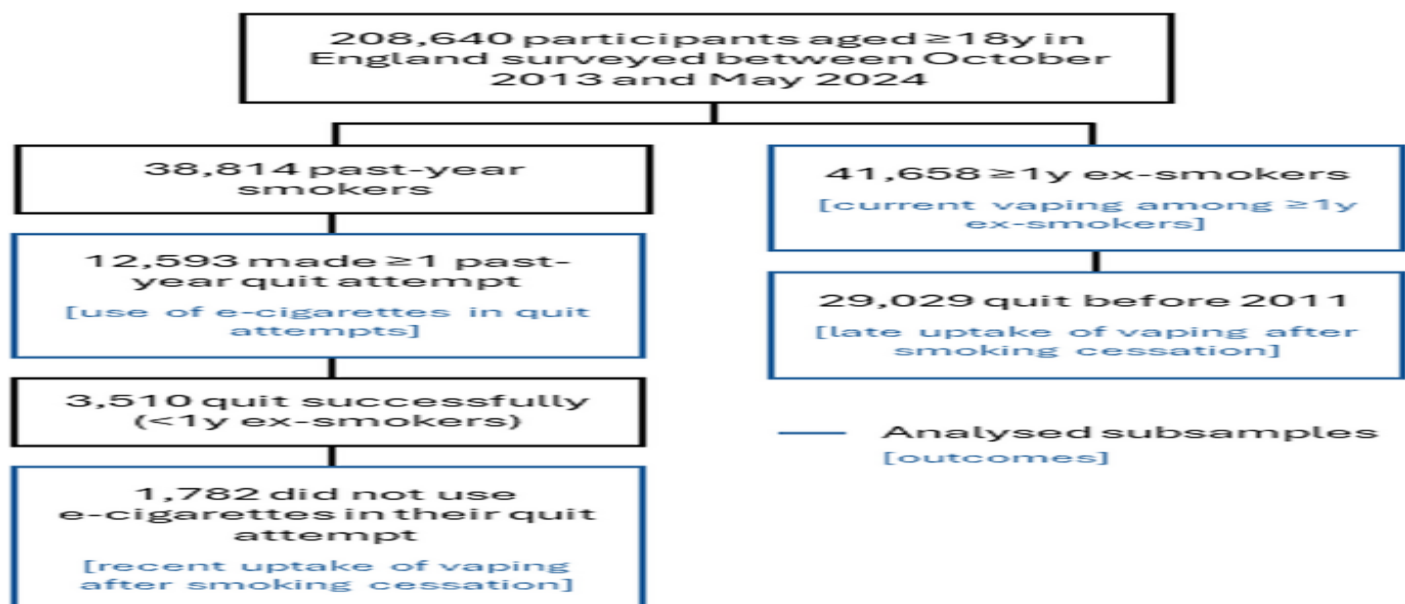 208,640 participants aged ≥18y in
England surveyed between October
2013 and May 2024
38,814 past-year
smokers
12,593 made ≥1 past-
year quit attempt
[use of e-cigarettes in quit
attempts]
3,510 quit successfully
(<1y ex-smokers)
1,782 did not use
e-cigarettes in their quit
attempt
[recent uptake of vaping
after smoking cessation]
41,658 ≥1y ex-smokers
[current vaping among ≥1y
ex-smokers]
29,029 quit before 2011
[late uptake of vaping after
smoking cessation]
Analysed subsamples
[outcomes]